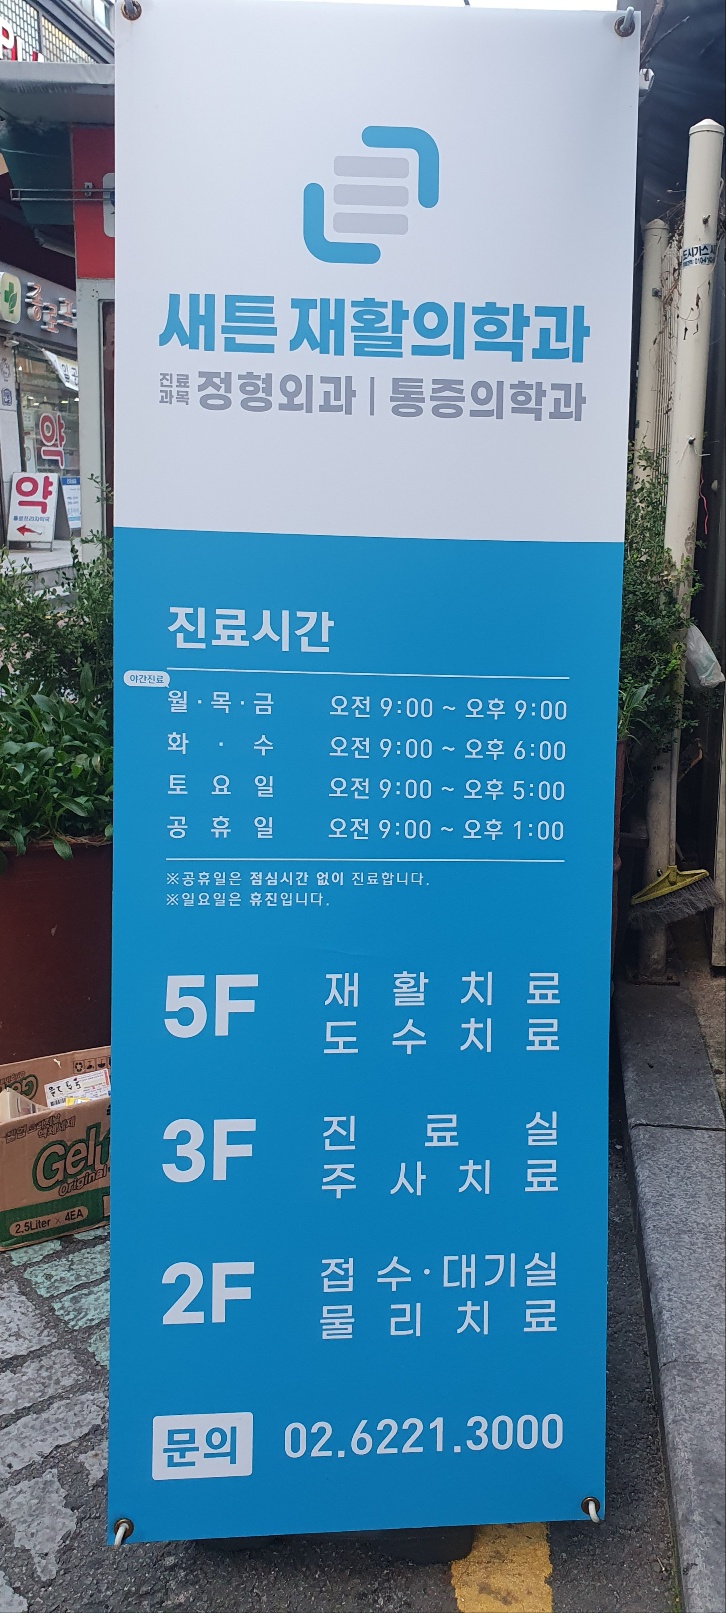 새튼 재활의학과
진료과목 정형외과 | 통증의학과
진료시간
야간진료
월·목·금 오전 9:00 ~ 오후 9:00
화·수 오전 9:00 ~ 오후 6:00
토요일 오전 9:00 ~ 오후 5:00
공휴일 오전 9:00 ~ 오후 1:00
※공휴일은 점심시간 없이 진료합니다.
※일요일은 휴진입니다.
5F 재활치료
도수치료
3F 진료실
주사치료
2F 접수·대기실
물리치료
문의 02.6221.3000
약
약
도시가스
Original
2.5Liter × 4EA